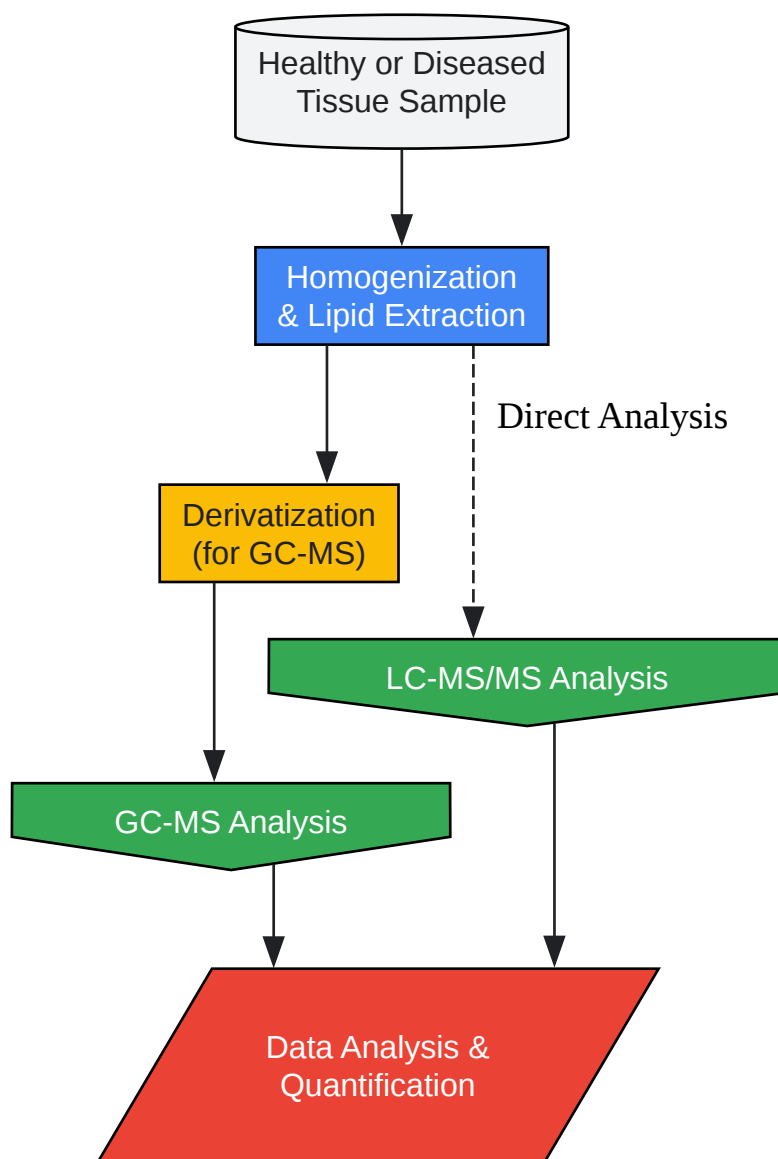 Healthy or Diseased
Tissue Sample
Homogenization
& Lipid Extraction
Direct Analysis
Derivatization
(for GC-MS)
LC-MS/MS Analysis
GC-MS Analysis
Data Analysis &
Quantification